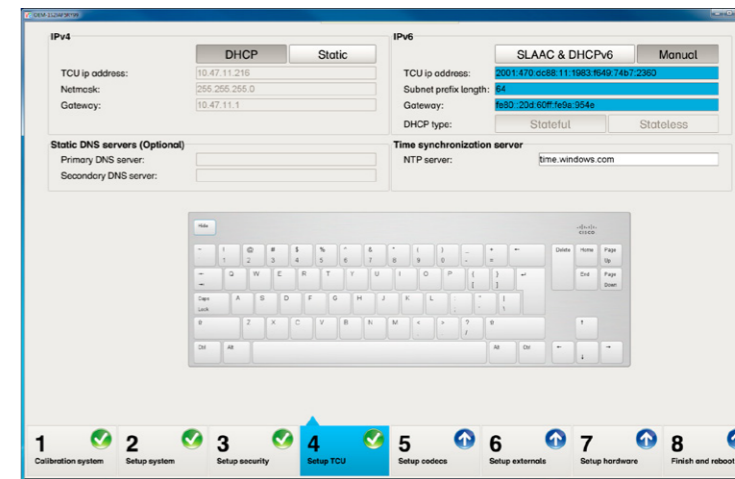 IPv4
DHCP Static
TCU ip address: 10.47.11.216
Netmask: 255.255.255.0
Gateway: 10.47.11.1
IPv6
SLAAC & DHCPv6 Manual
TCU ip address: 2001:470:dc88:11:1983:f649:74b7:2360
Subnet prefix length: 64
Gateway: fe80::20d:60ff:fe9a:954e
DHCP type: Stateful Stateless
Static DNS servers (Optional)
Primary DNS server:
Secondary DNS server:
Time synchronization server
NTP server: time.windows.com
Hide
CISCO
Delete Home Page Up
Q W E R T Y U I O P
End Page Down
Caps Lock A S D F G H J K L
Z X C V B N M
Ctrl Alt Alt Ctrl
1 Calibration system
2 Setup system
3 Setup security
4 Setup TCU
5 Setup codecs
6 Setup externals
7 Setup hardware
8 Finish and reboot